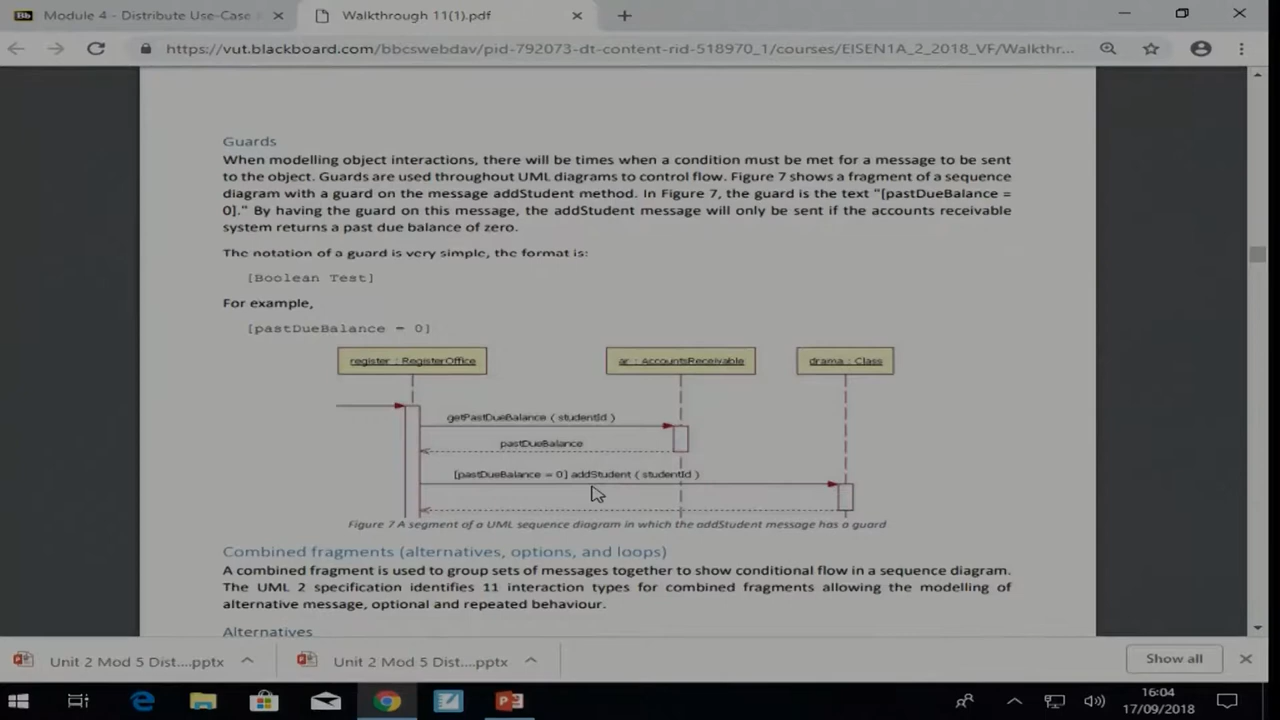 Module 4 - Distribute Use-Case
Walkthrough 11(1).pdf
https://vut.blackboard.com/bbcswebdav/pid-792073-dt-content-rid-518970_1/courses/EISEN1A_2_2018_VF/Walkthr...
Guards
When modelling object interactions, there will be times when a condition must be met for a message to be sent
to the object. Guards are used throughout UML diagrams to control flow. Figure 7 shows a fragment of a sequence
diagram with a guard on the message addStudent method. In Figure 7, the guard is the text "[pastDueBalance =
0]." By having the guard on this message, the addStudent message will only be sent if the accounts receivable
system returns a past due balance of zero.
The notation of a guard is very simple, the format is:
[Boolean Test]
For example,
[pastDueBalance = 0]
register : RegisterOffice
ar : AccountsReceivable
drama : Class
getPastDueBalance ( studentId )
pastDueBalance
[pastDueBalance = 0] addStudent ( studentId )
Figure 7 A segment of a UML sequence diagram in which the addStudent message has a guard
Combined fragments (alternatives, options, and loops)
A combined fragment is used to group sets of messages together to show conditional flow in a sequence diagram.
The UML 2 specification identifies 11 interaction types for combined fragments allowing the modelling of
alternative message, optional and repeated behaviour.
Alternatives
Unit 2 Mod 5 Dist....pptx
Unit 2 Mod 5 Dist....pptx
Show all
16:04
17/09/2018